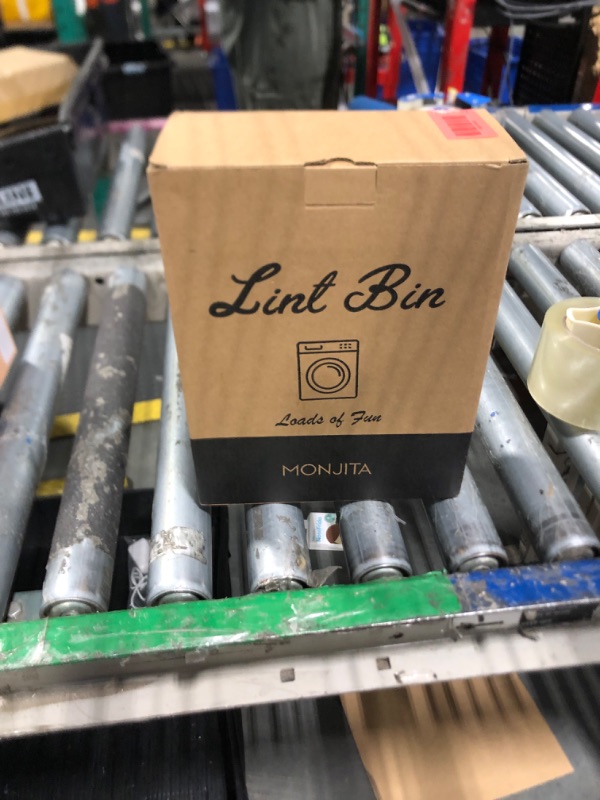 Lint Bin
Loads of Fun
MONJITA